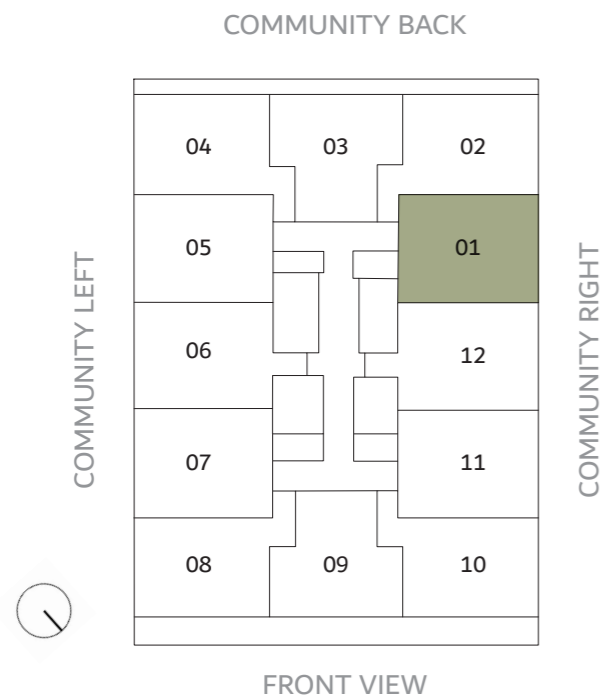 COMMUNITY BACK
04 03 02
05 01
COMMUNITY LEFT
COMMUNITY RIGHT
06 12
07 11
08 09 10
FRONT VIEW